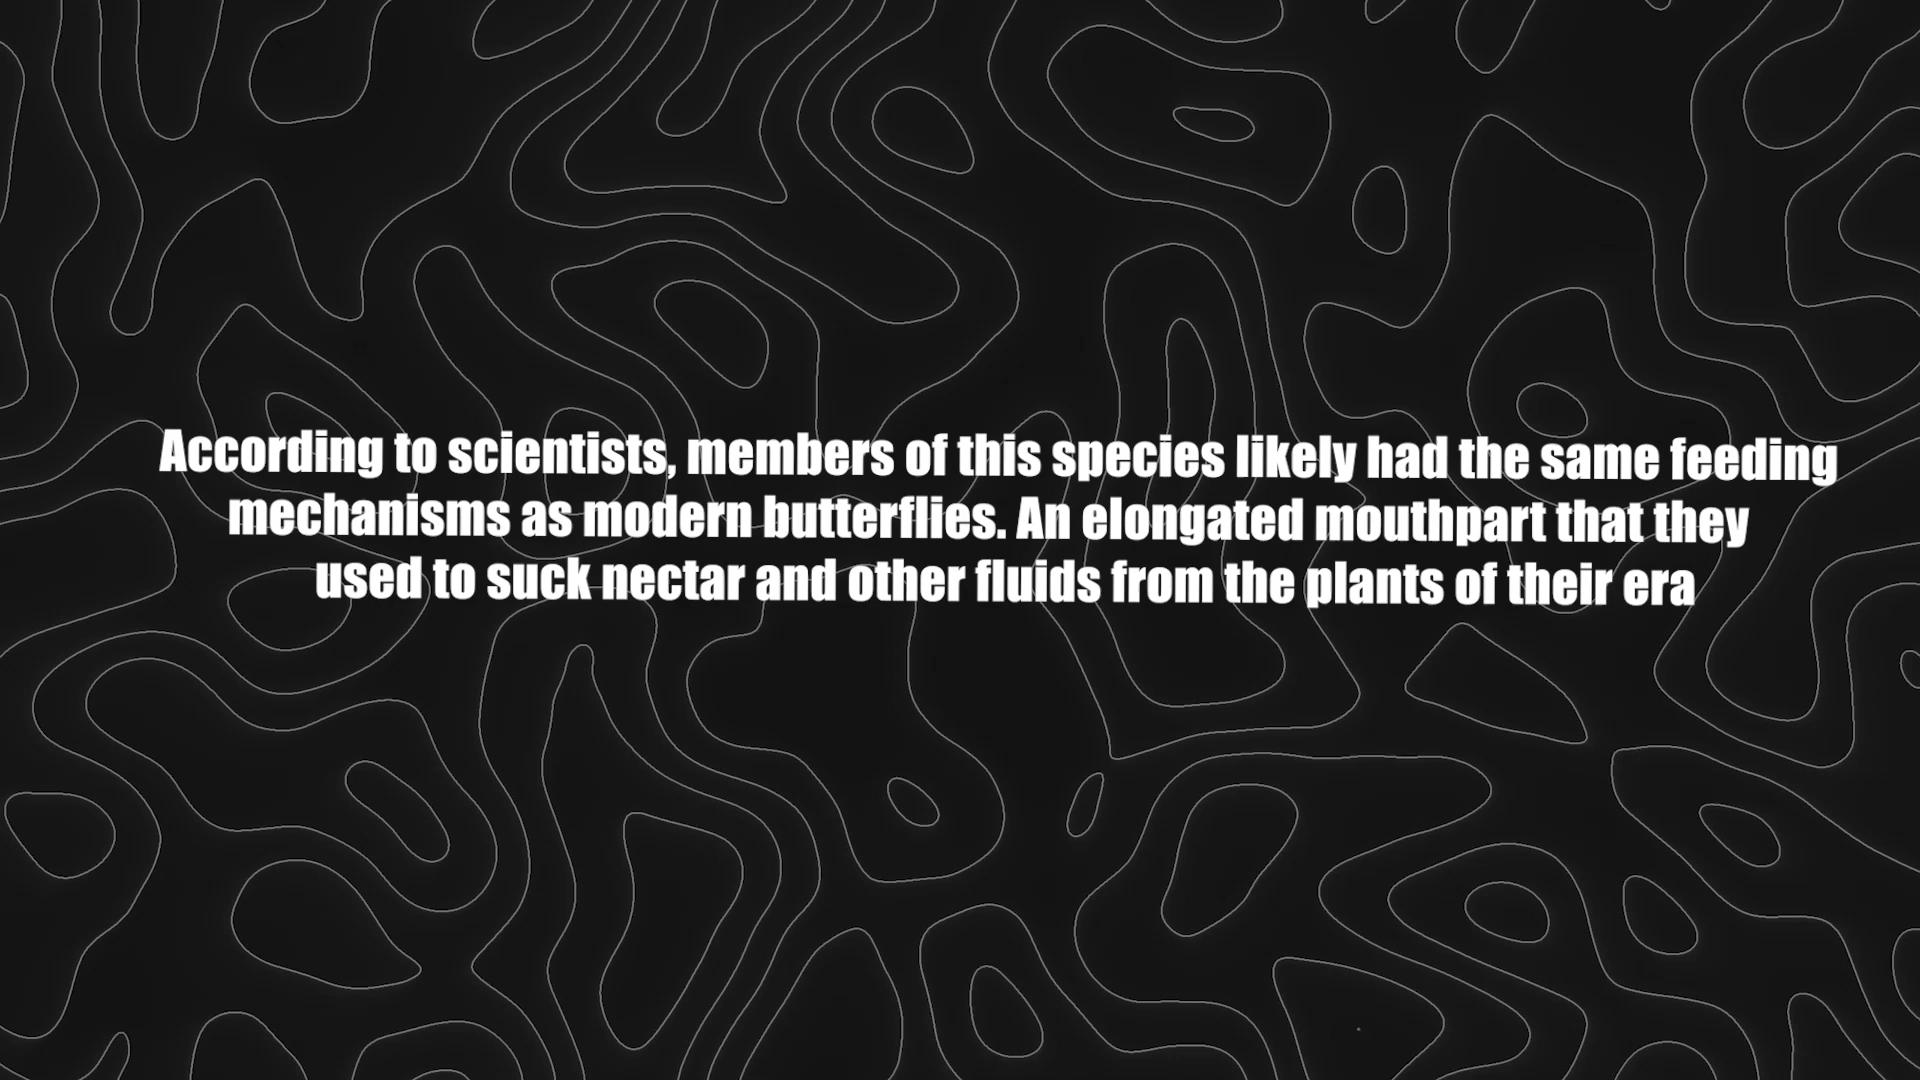 According to scientists, members of this species likely had the same feeding
mechanisms as modern butterflies. An elongated mouthpart that they
used to suck nectar and other fluids from the plants of their era